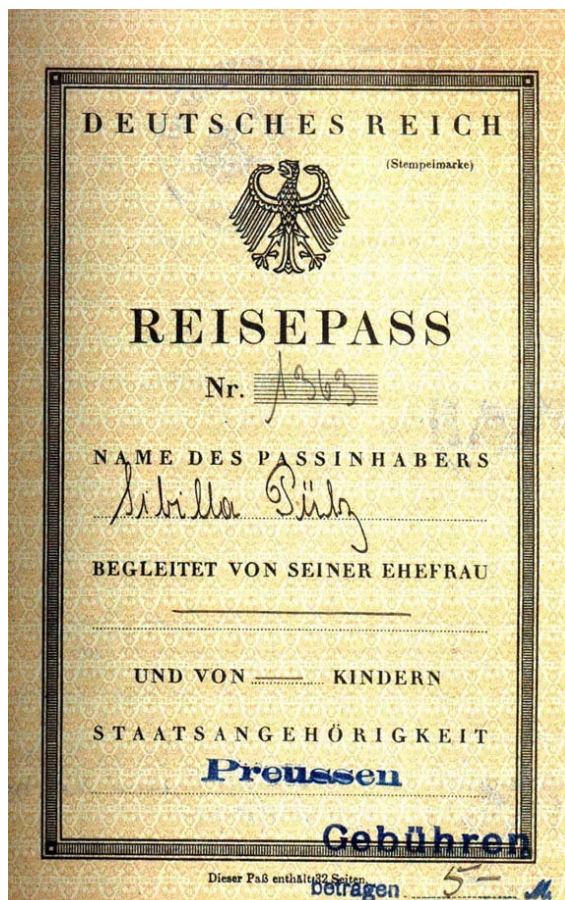 DEUTSCHES REICH
(Stempelmarke)
REISEPASS
Nr. 1363
NAME DES PASSINHABERS
Sibilla Pütz
BEGLEITET VON SEINER EHEFRAU
UND VON — KINDERN
STAATSANGEHÖRIGKEIT
Preussen
Gebühren
Dieser Paß enthält 32 Seiten
betragen 5- M.